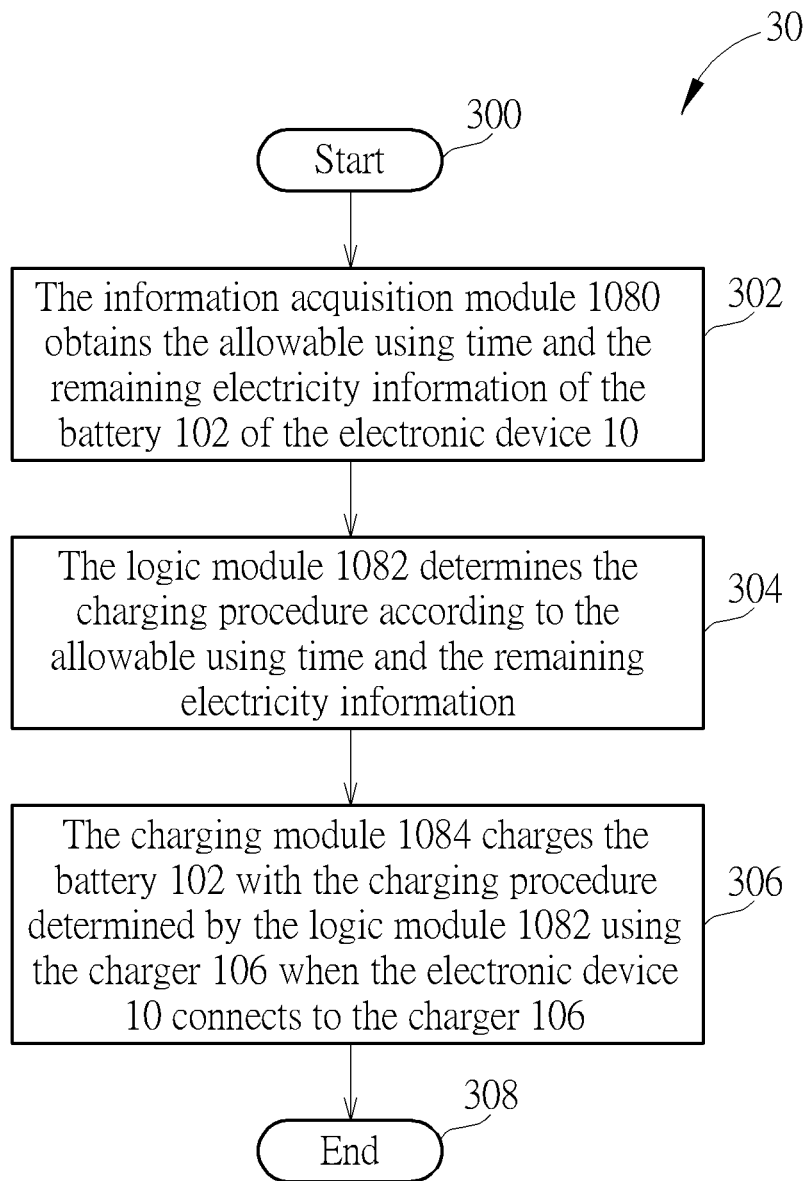 30
300
Start
302
The information acquisition module 1080
obtains the allowable using time and the
remaining electricity information of the
battery 102 of the electronic device 10
304
The logic module 1082 determines the
charging procedure according to the
allowable using time and the remaining
electricity information
306
The charging module 1084 charges the
battery 102 with the charging procedure
determined by the logic module 1082 using
the charger 106 when the electronic device
10 connects to the charger 106
308
End